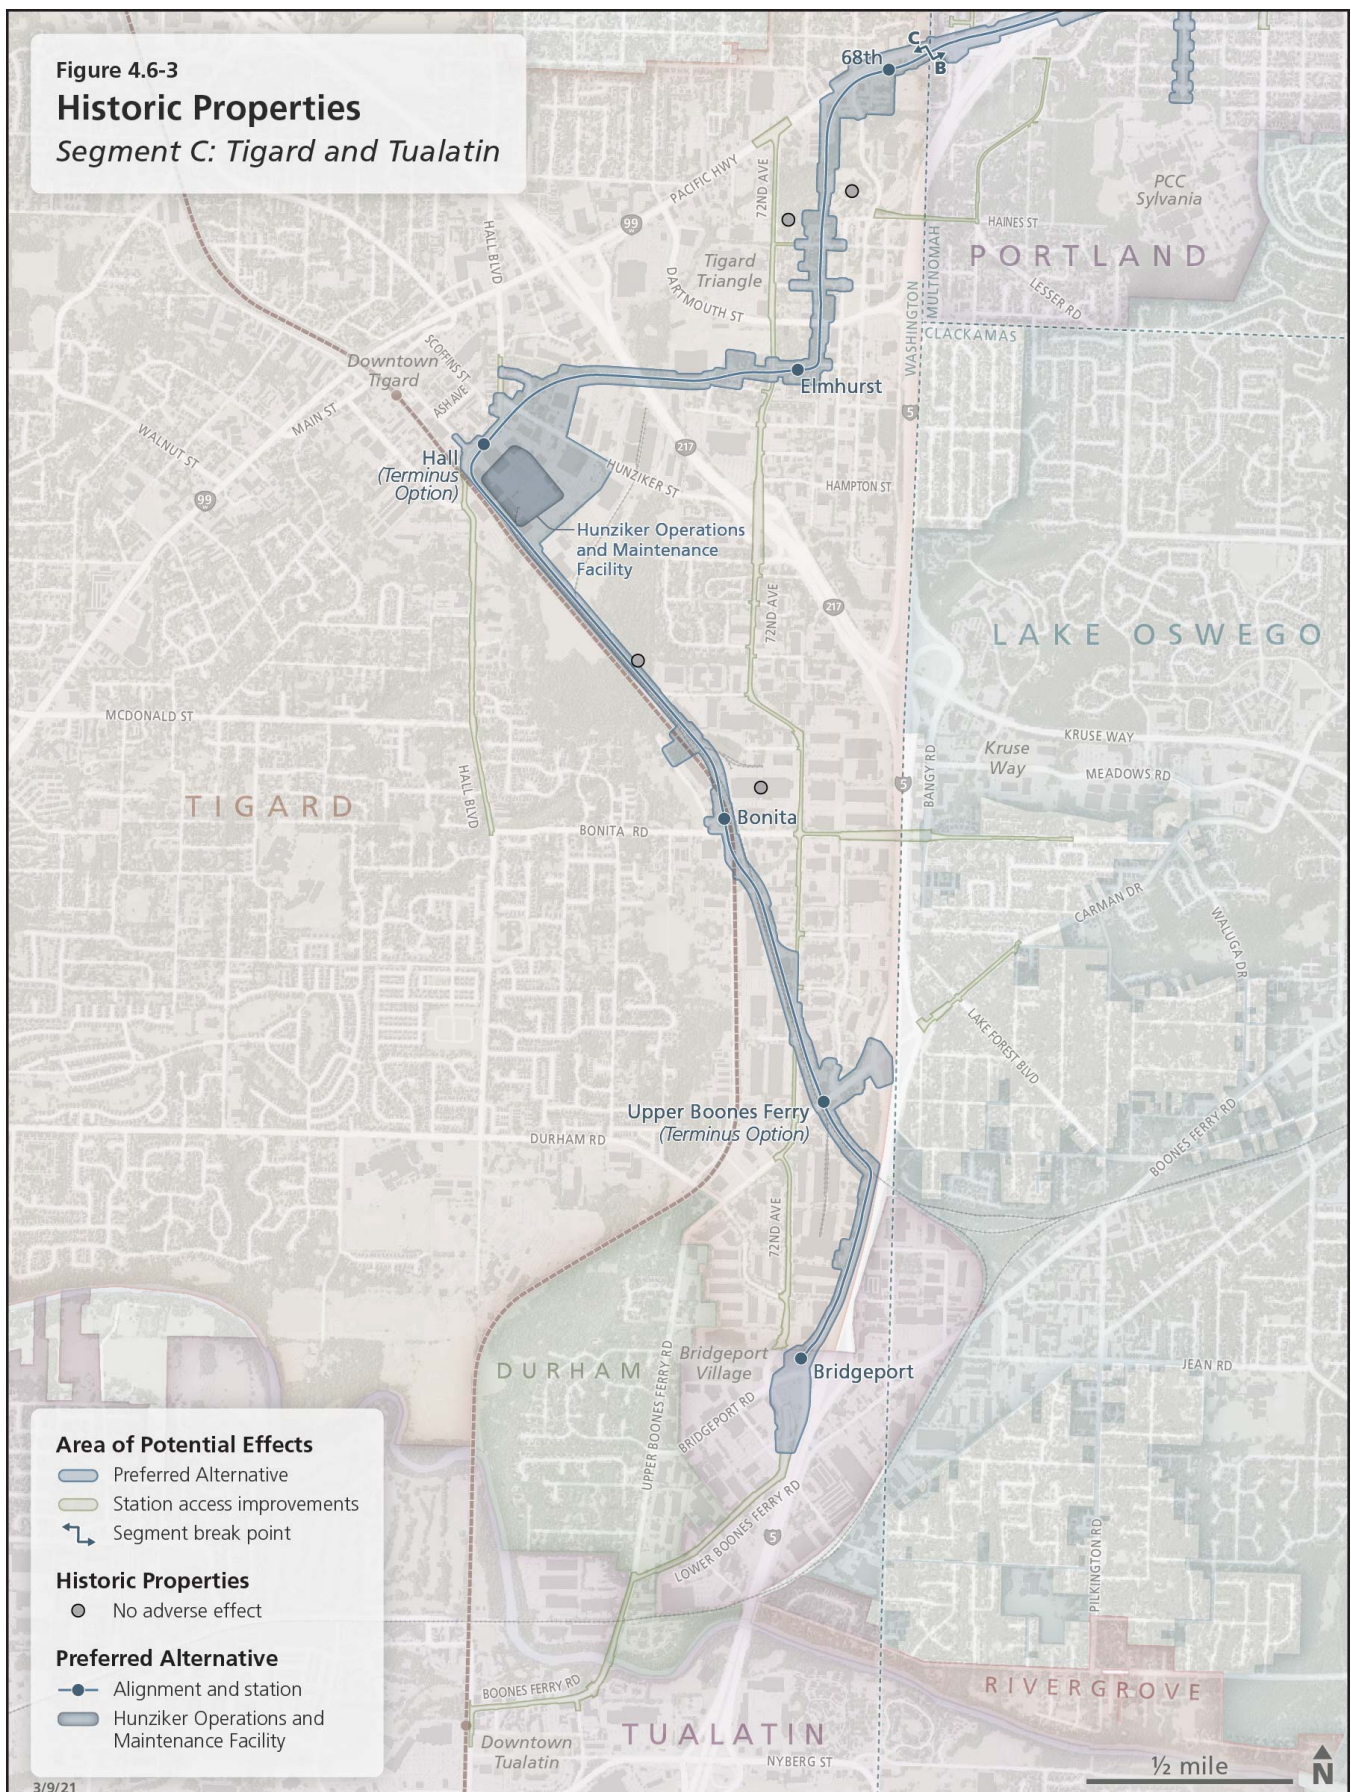 Figure 4.6-3
Historic Properties
Segment C: Tigard and Tualatin
C
B
68th
PACIFIC HWY
72ND AVE
99
W
HALL BLVD
PCC
Sylvania
HAINES ST
PORTLAND
MULTNOMAH
Tigard
Triangle
DARTMOUTH ST
LESSER RD
WASHINGTON
CLACKAMAS
SCOFFINS ST
Downtown
Tigard
ASH AVE
Elmhurst
MAIN ST
5
WALNUT ST
217
Hall
(Terminus
Option)
HUNZIKER ST
HAMPTON ST
99
W
Hunziker Operations
and Maintenance
Facility
72ND AVE
217
LAKE OSWEGO
MCDONALD ST
KRUSE WAY
Kruse
Way
BANGY RD
MEADOWS RD
5
HALL BLVD
TIGARD
Bonita
BONITA RD
CARMAN DR
WALUGA DR
LAKE FOREST BLVD
Upper Boones Ferry
(Terminus Option)
DURHAM RD
BOONES FERRY RD
72ND AVE
Bridgeport
Village
Bridgeport
DURHAM
UPPER BOONES FERRY RD
JEAN RD
BRIDGEPORT RD
LOWER BOONES FERRY RD
5
PILKINGTON RD
RIVERGROVE
BOONES FERRY RD
TUALATIN
Downtown
Tualatin
NYBERG ST
Area of Potential Effects
Preferred Alternative
Station access improvements
Segment break point
Historic Properties
No adverse effect
Preferred Alternative
Alignment and station
Hunziker Operations and
Maintenance Facility
½ mile
N
3/9/21